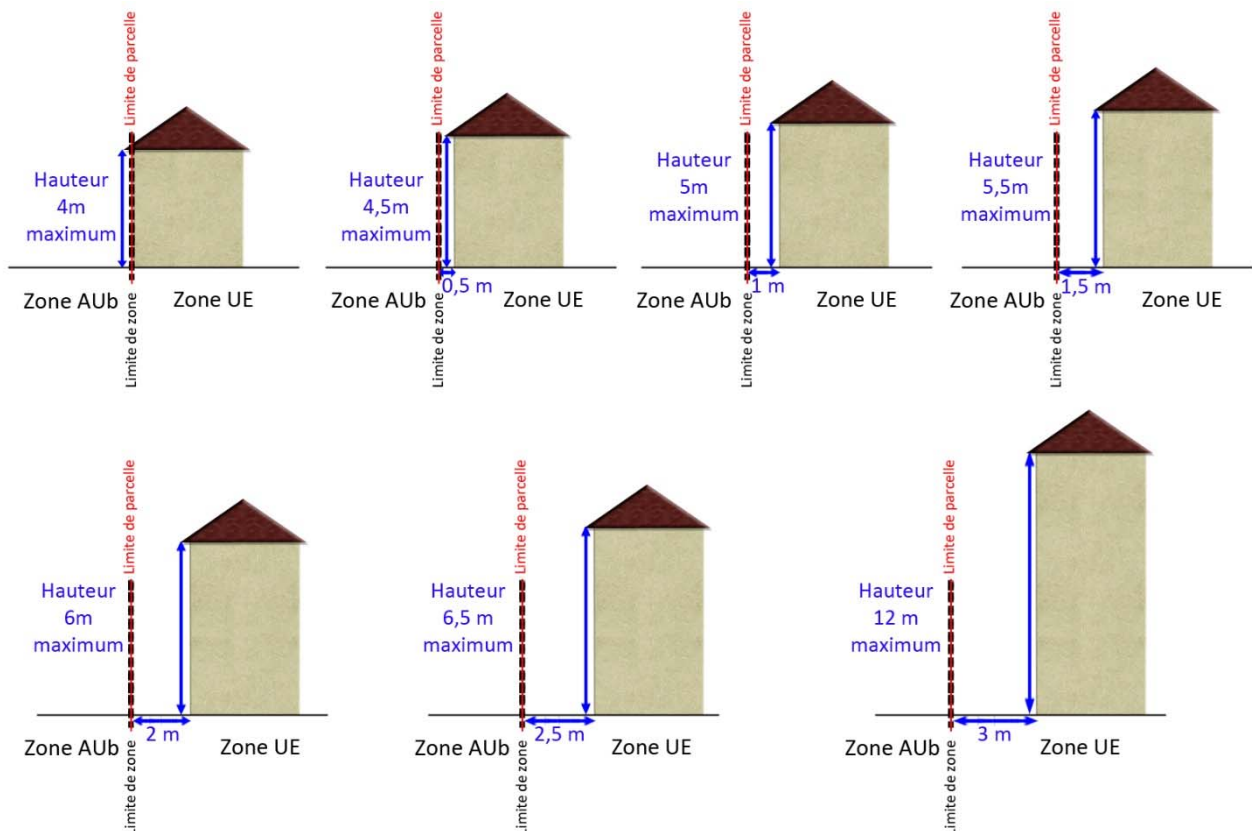 Limite de parcelle
Hauteur
4m
maximum
Zone AUb
Zone UE
Limite de zone
Limite de parcelle
Hauteur
4,5m
maximum
0,5 m
Zone AUb
Zone UE
Limite de zone
Limite de parcelle
Hauteur
5m
maximum
1 m
Zone AUb
Zone UE
Limite de zone
Limite de parcelle
Hauteur
5,5m
maximum
1,5 m
Zone AUb
Zone UE
Limite de zone
Limite de parcelle
Hauteur
6m
maximum
2 m
Zone AUb
Zone UE
Limite de zone
Limite de parcelle
Hauteur
6,5 m
maximum
2,5 m
Zone AUb
Zone UE
Limite de zone
Limite de parcelle
Hauteur
12 m
maximum
3 m
Zone AUb
Zone UE
Limite de zone